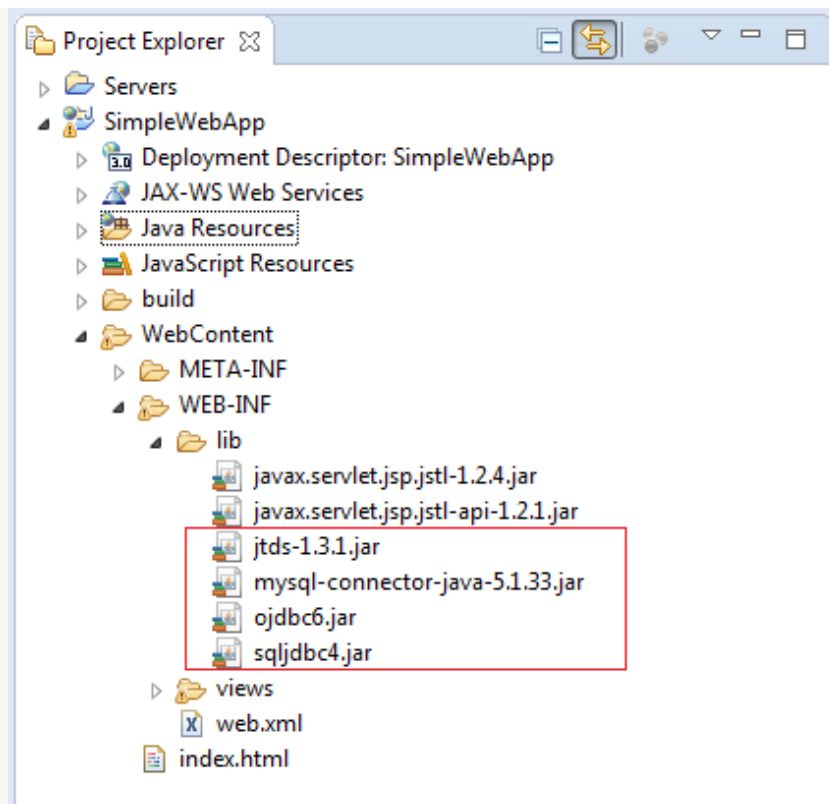 Project Explorer
Servers
SimpleWebApp
3.0 Deployment Descriptor: SimpleWebApp
JAX-WS Web Services
Java Resources
JavaScript Resources
build
WebContent
META-INF
WEB-INF
lib
javax.servlet.jsp.jstl-1.2.4.jar
javax.servlet.jsp.jstl-api-1.2.1.jar
jtds-1.3.1.jar
mysql-connector-java-5.1.33.jar
ojdbc6.jar
sqljdbc4.jar
views
X web.xml
index.html